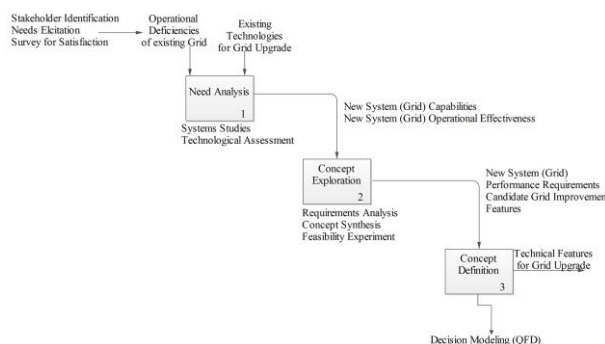 Stakeholder Identification
Needs Elcitation
Survey for Satisfaction
Operational
Deficiencies
of existing Grid
Existing
Technologies
for Grid Upgrade
Need Analysis
1
Systems Studies
Technological Assessment
New System (Grid) Capabilities
New System (Grid) Operational Effectiveness
Concept
Exploration
2
Requirements Analysis
Concept Synthesis
Feasibility Experiment
New System (Grid)
Performance Requirements
Candidate Grid Improvemen
Features
Concept
Definition
3
Technical Features
for Grid Upgrade
Decision Modeling (QFD)